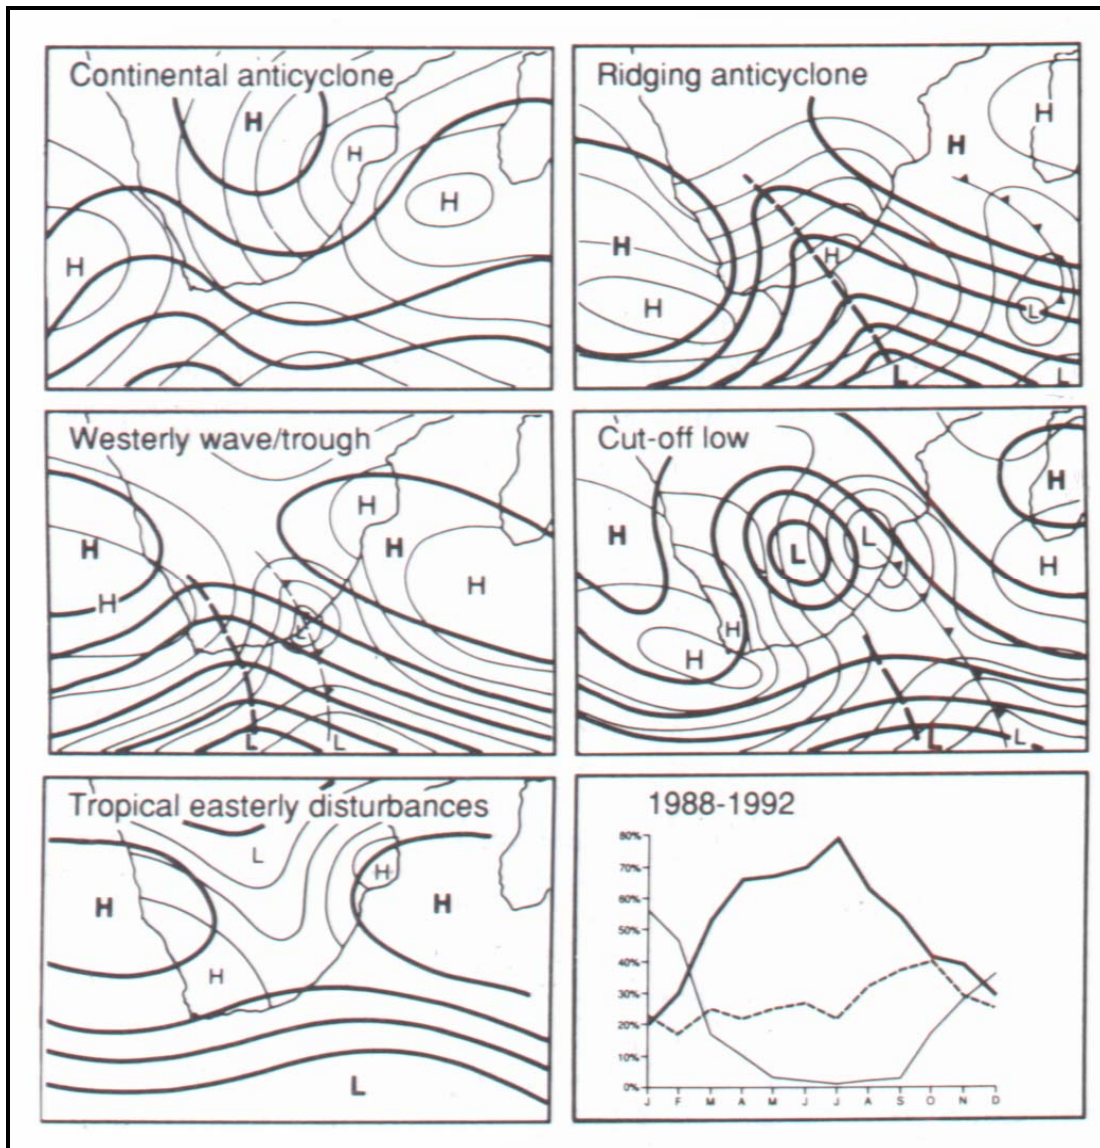 Continental anticyclone
H
H
H
H
Ridging anticyclone
H
H
H
H
H
L
L
L
Westerly wave/trough
H
H
H
H
H
L
L
L
Cut-off low
H
H
L
L
H
H
H
L
L
Tropical easterly disturbances
L
H
H
H
H
L
1988-1992
80%
70%
60%
50%
40%
30%
20%
10%
0%
J F M A M J J A S O N D